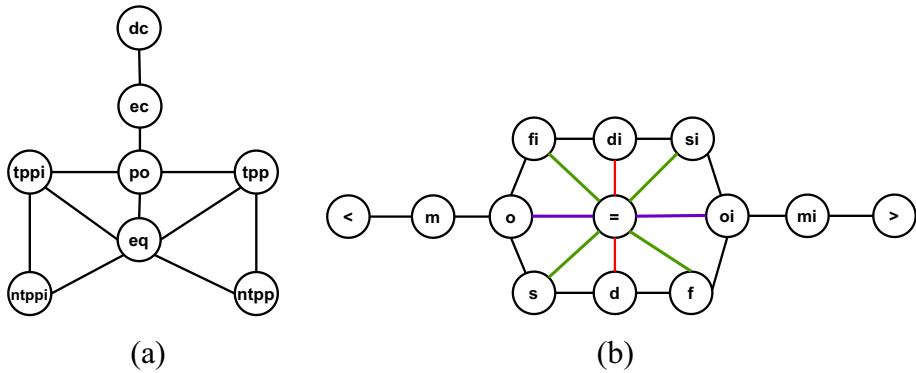 dc
ec
tppi po tpp
eq
ntppi ntpp
(a)
fi di si
< m o = oi mi >
s d f
(b)